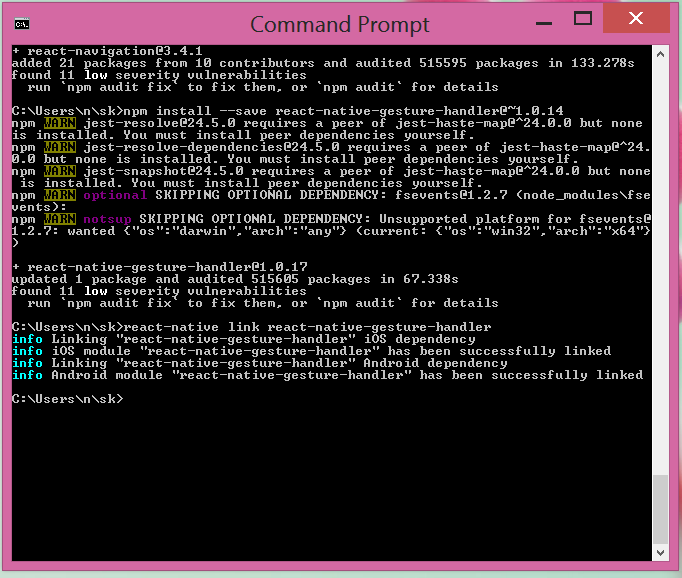 Command Prompt
+ react-navigation@3.4.1
added 21 packages from 10 contributors and audited 515595 packages in 133.278s
found 11 low severity vulnerabilities
  run `npm audit fix` to fix them, or `npm audit` for details
C:\Users\n\sk>npm install --save react-native-gesture-handler@~1.0.14
npm WARN jest-resolve@24.5.0 requires a peer of jest-haste-map@^24.0.0 but none
is installed. You must install peer dependencies yourself.
npm WARN jest-resolve-dependencies@24.5.0 requires a peer of jest-haste-map@^24.
0.0 but none is installed. You must install peer dependencies yourself.
npm WARN jest-snapshot@24.5.0 requires a peer of jest-haste-map@^24.0.0 but none
 is installed. You must install peer dependencies yourself.
npm WARN optional SKIPPING OPTIONAL DEPENDENCY: fsevents@1.2.7 (node_modules\fse
vents):
npm WARN notsup SKIPPING OPTIONAL DEPENDENCY: Unsupported platform for fsevents@
1.2.7: wanted {"os":"darwin","arch":"any"} (current: {"os":"win32","arch":"x64"}
)
+ react-native-gesture-handler@1.0.17
updated 1 package and audited 515605 packages in 67.338s
found 11 low severity vulnerabilities
  run `npm audit fix` to fix them, or `npm audit` for details
C:\Users\n\sk>react-native link react-native-gesture-handler
info Linking "react-native-gesture-handler" iOS dependency
info iOS module "react-native-gesture-handler" has been successfully linked
info Linking "react-native-gesture-handler" Android dependency
info Android module "react-native-gesture-handler" has been successfully linked
C:\Users\n\sk>